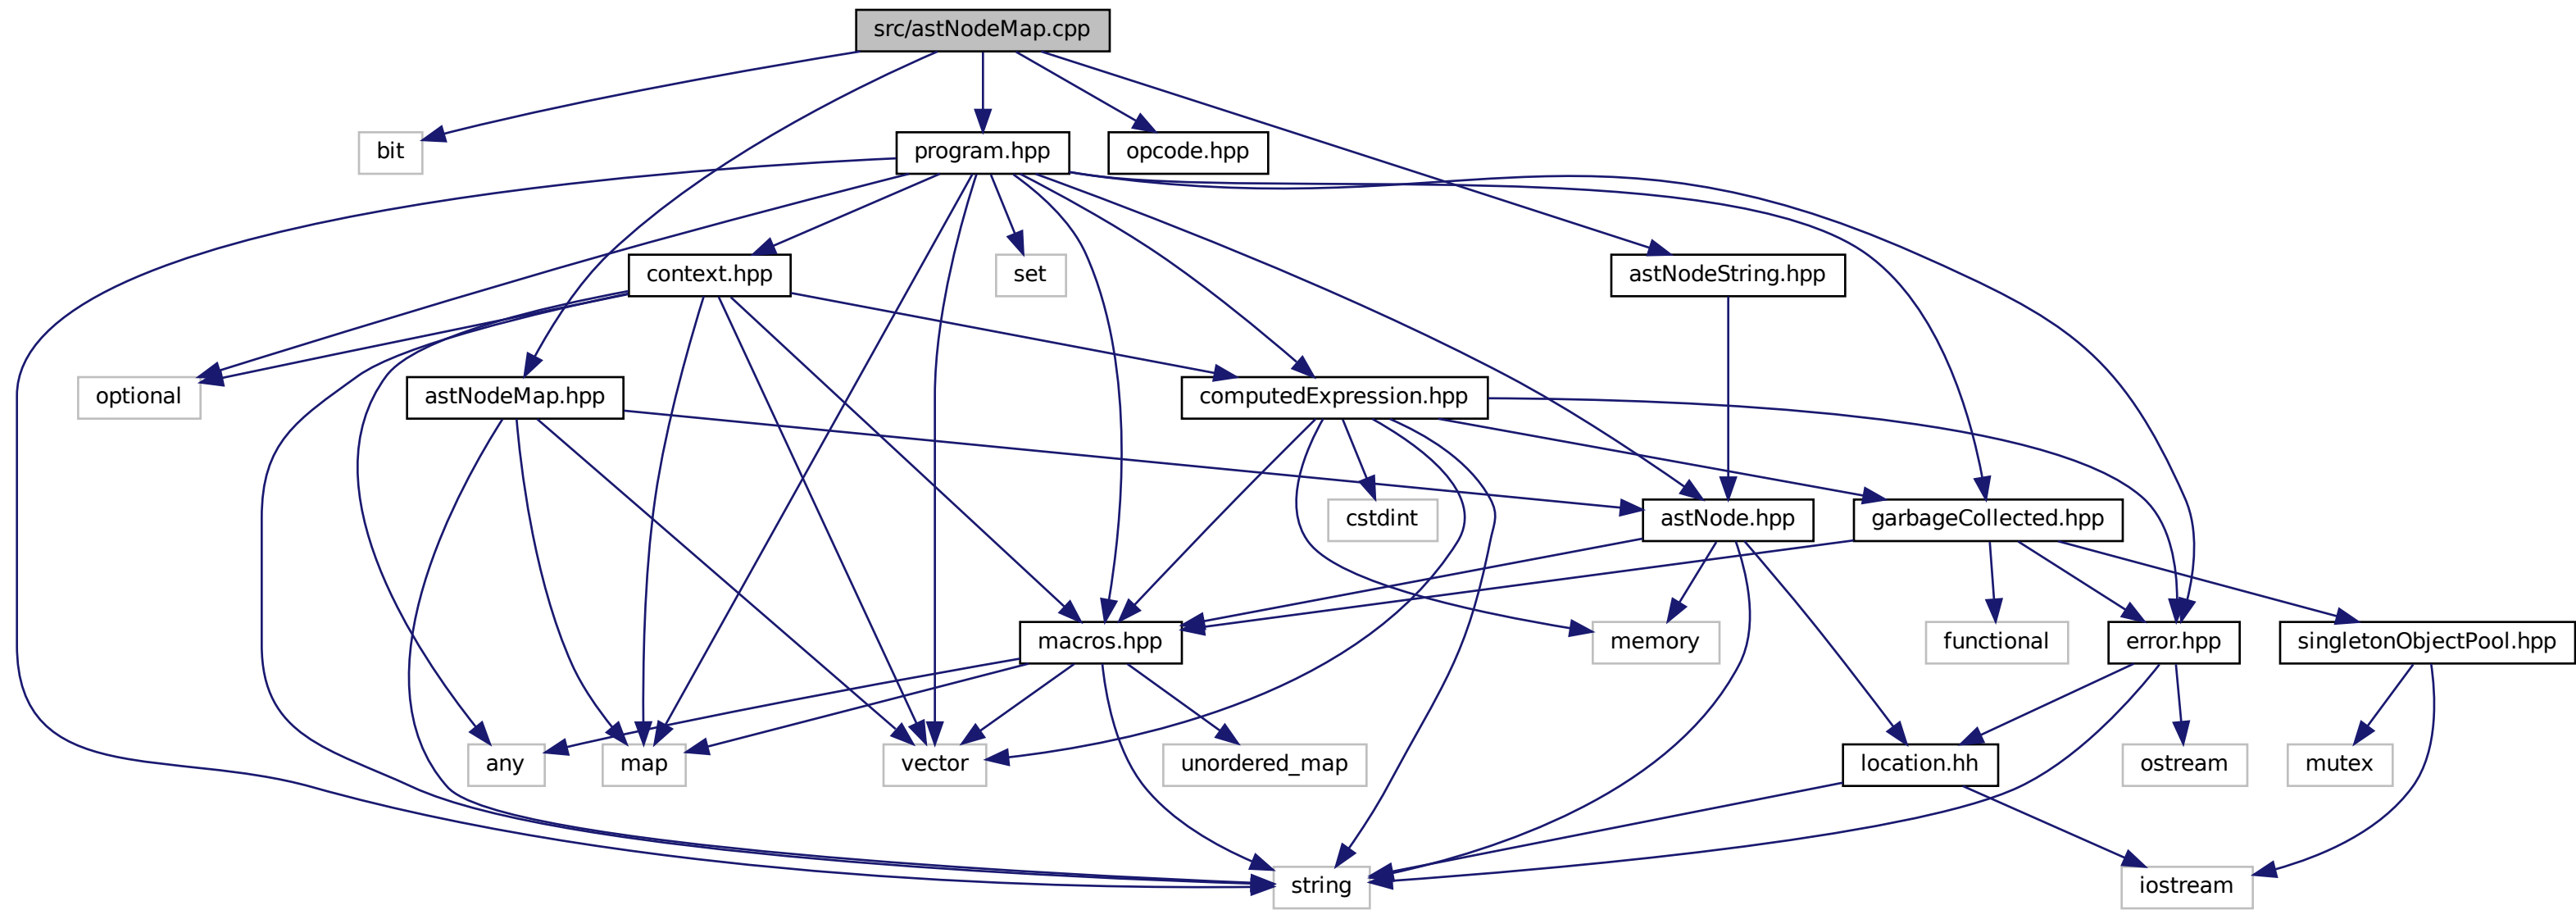 src/astNodeMap.cpp
bit
program.hpp
opcode.hpp
context.hpp
set
astNodeString.hpp
optional
astNodeMap.hpp
computedExpression.hpp
cstdint
astNode.hpp
garbageCollected.hpp
macros.hpp
memory
functional
error.hpp
singletonObjectPool.hpp
any
map
vector
unordered_map
location.hh
ostream
mutex
string
iostream